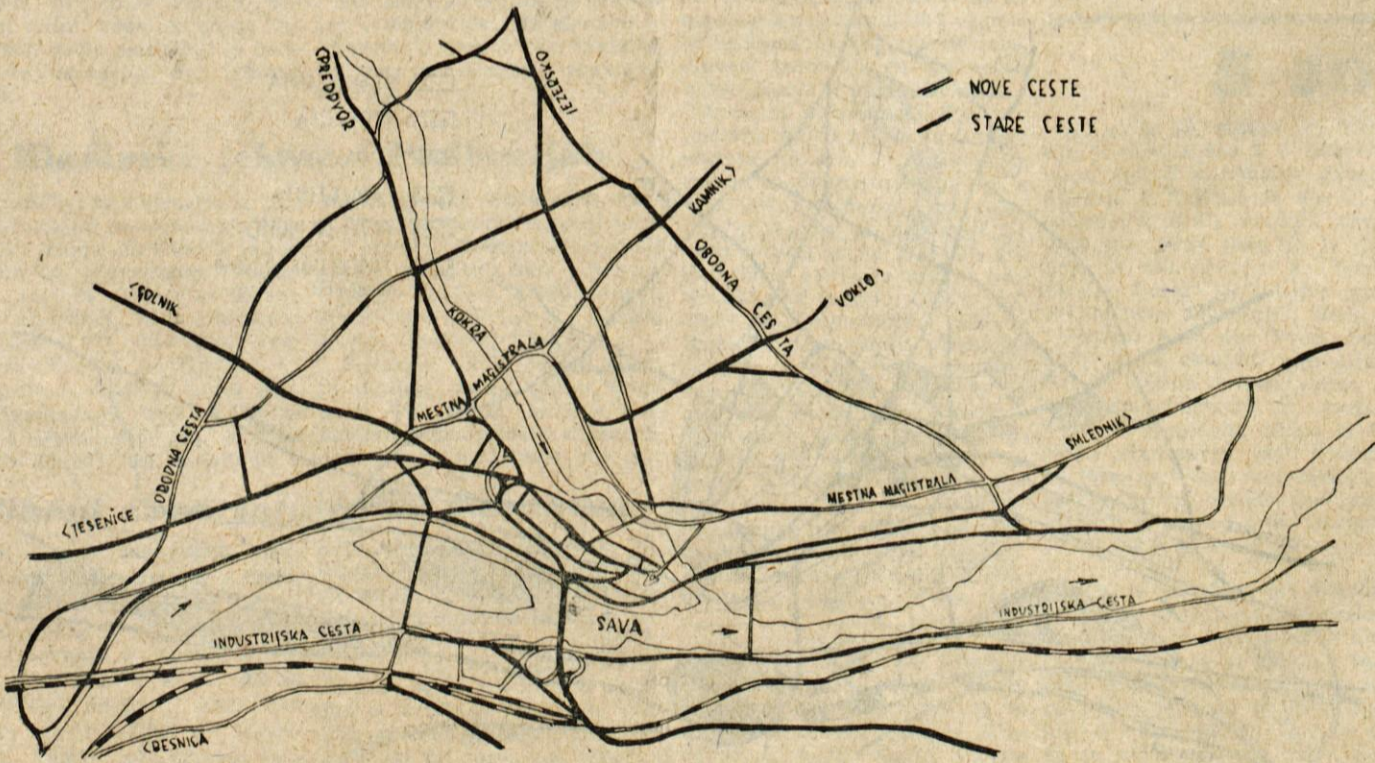 <PREDDVOR
JEZERSKO
NOVE CESTE
STARE CESTE
KAMNIK>
OBODNA CESTA
VOKLO>
<GOLNIK
KOKRA
MESTNA MAGISTRALA
OBODNA CESTA
SMLEDNIK>
MESTNA MAGISTRALA
<JESENICE
INDUSTRIJSKA CESTA
SAVA
INDUSTRIJSKA CESTA
<BESNICA